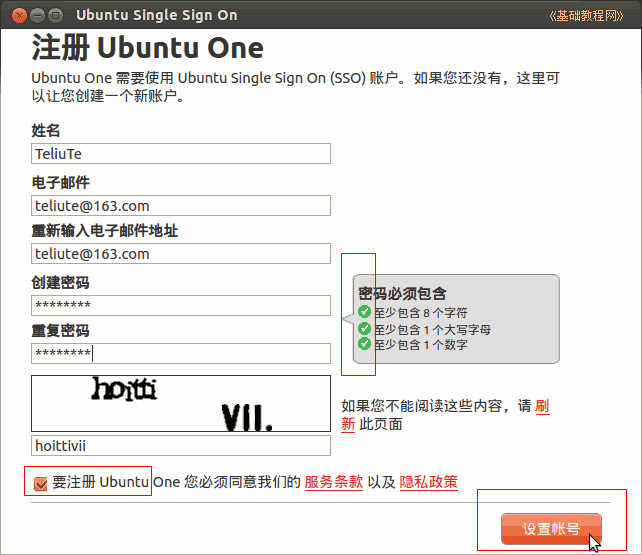 Ubuntu Single Sign On
《基础教程网》
注册 Ubuntu One
Ubuntu One 需要使用 Ubuntu Single Sign On (SSO) 账户。如果您还没有，这里可
以让您创建一个新账户。
姓名
TeliuTe
电子邮件
teliute@163.com
重新输入电子邮件地址
teliute@163.com
创建密码
********
密码必须包含
至少包含 8 个字符
至少包含 1 个大写字母
至少包含 1 个数字
重复密码
********
hoitti
VII.
如果您不能阅读这些内容，请 刷
新 此页面
hoittivii
要注册 Ubuntu One 您必须同意我们的 服务条款 以及 隐私政策
设置帐号